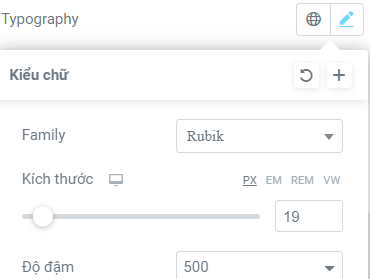 Typography
Kiểu chữ
Family Rubik
Kích thước PX EM REM VW
19
Độ đậm 500